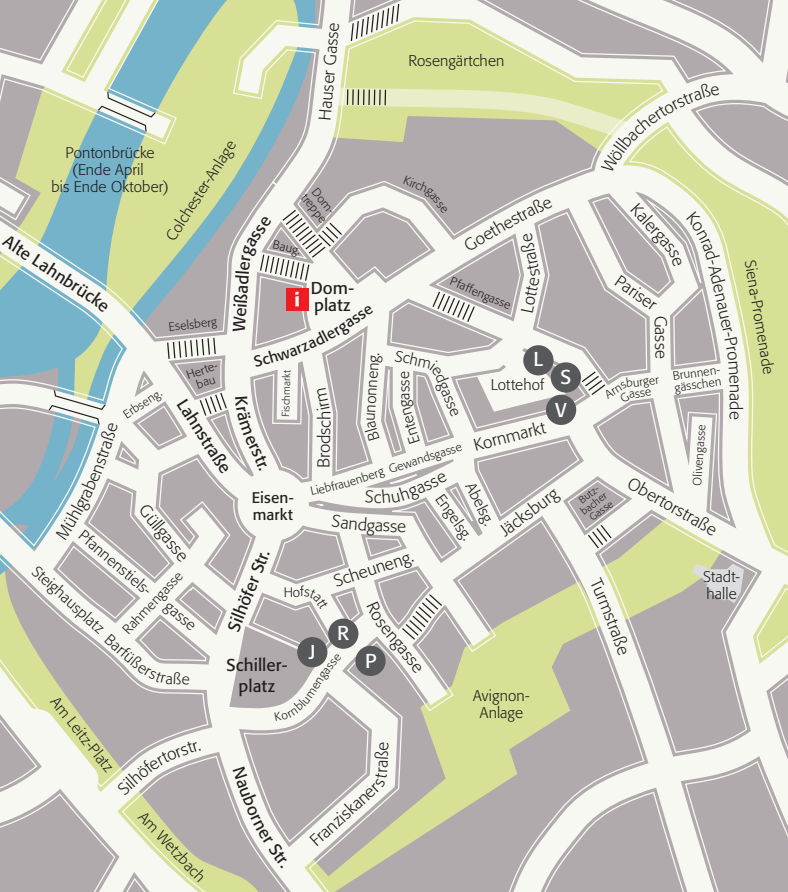 Hauser Gasse
Rosengärtchen
Wöllbachertorstraße
Pontonbrücke
(Ende April
bis Ende Oktober)
Colchester-Anlage
Dom-
treppe
Kirchgasse
Goethestraße
Kalergasse
Konrad-Adenauer-Promenade
Siena-Promenade
Alte Lahnbrücke
Weißadlergasse
Baug.
i
Dom-
platz
Pfaffengasse
Lottestraße
Pariser
Gasse
Eselsberg
Schwarzadlergasse
Herte-
bau
Fischmarkt
Brodschirm
Blaunonneng.
Schmiedgasse
Entengasse
L
S
Lottehof
V
Arnsburger
Gasse
Brunnen-
gässchen
Erbseng.
Lahnstraße
Krämerstr.
Kornmarkt
Olivengasse
Mühlgrabenstraße
Liebfrauenberg
Gewandsgasse
Eisen-
markt
Schuhgasse
Sandgasse
Engelsg.
Abelsg.
Jäcksburg
Butz-
bacher
Gasse
Obertorstraße
Güllgasse
Pfannenstiels-
gasse
Rahmengasse
Steighausplatz
Barfüßerstraße
Silhöfer Str.
Scheuneng.
Hofstatt
Rosengasse
Turmstraße
Stadt-
halle
J
R
P
Schiller-
platz
Kornblumengasse
Avignon-
Anlage
Am Leitz-Platz
Silhöfertorstr.
Nauborner Str.
Franziskanerstraße
Am Wetzbach